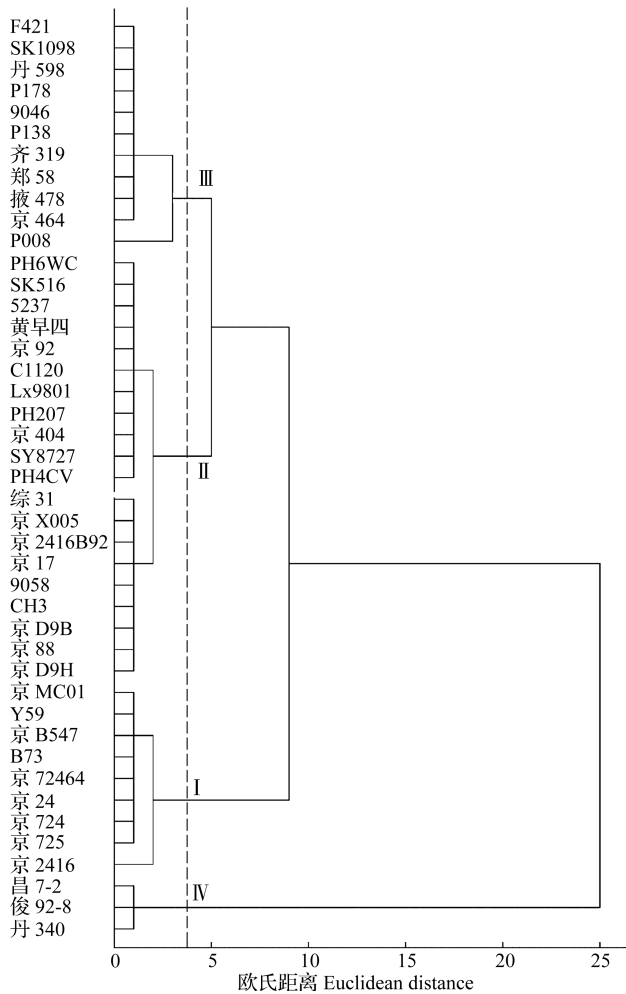 F421
SK1098
丹 598
P178
9046
P138
齐 319
郑 58
掖 478
京 464
P008
PH6WC
SK516
5237
黄早四
京 92
C1120
Lx9801
PH207
京 404
SY8727
PH4CV
综 31
京 X005
京 2416B92
京 17
9058
CH3
京 D9B
京 88
京 D9H
京 MC01
Y59
京 B547
B73
京 72464
京 24
京 724
京 725
京 2416
昌 7-2
俊 92-8
丹 340
Ⅲ
Ⅱ
Ⅰ
Ⅳ
0 5 10 15 20 25
欧氏距离 Euclidean distance